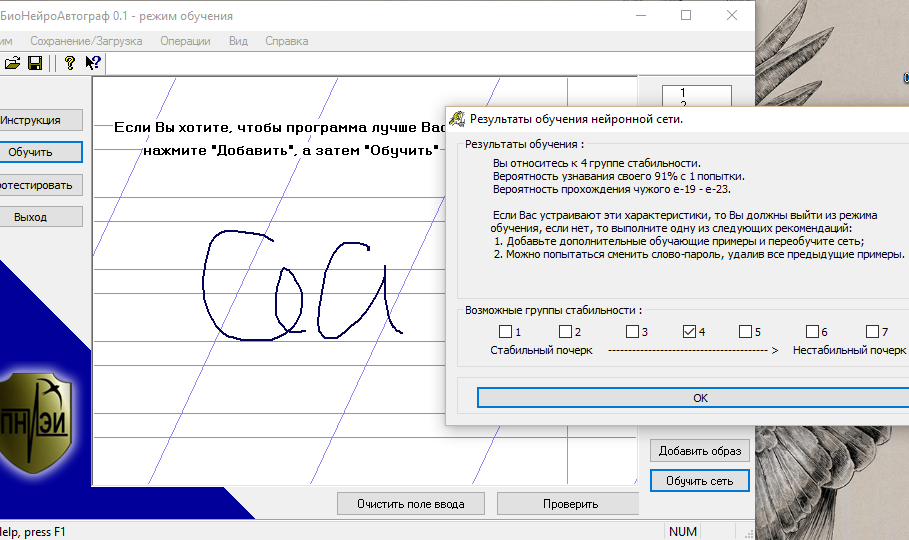 БиоНейроАвтограф 0.1 - режим обучения
Сохранение/Загрузка Операции Вид Справка
Инструкция
Обучить
Выход
Если Вы хотите, чтобы программа лучше Вас
нажмите "Добавить", а затем "Обучить"
1
2
Соа
ПНИЭИ
Результаты обучения нейронной сети.
Результаты обучения :
Вы относитесь к 4 группе стабильности.
Вероятность узнавания своего 91% с 1 попытки.
Вероятность прохождения чужого e-19 - e-23.
Если Вас устраивают эти характеристики, то Вы должны выйти из режима
обучения, если нет, то выполните одну из следующих рекомендаций:
1. Добавьте дополнительные обучающие примеры и переобучите сеть;
2. Можно попытаться сменить слово-пароль, удалив все предыдущие примеры.
Возможные группы стабильности :
1 2 3 4 5 6 7
Стабильный почерк ---------------------------------------- > Нестабильный почерк
OK
Добавить образ
Обучить сеть
Очистить поле ввода Проверить
Help, press F1
NUM